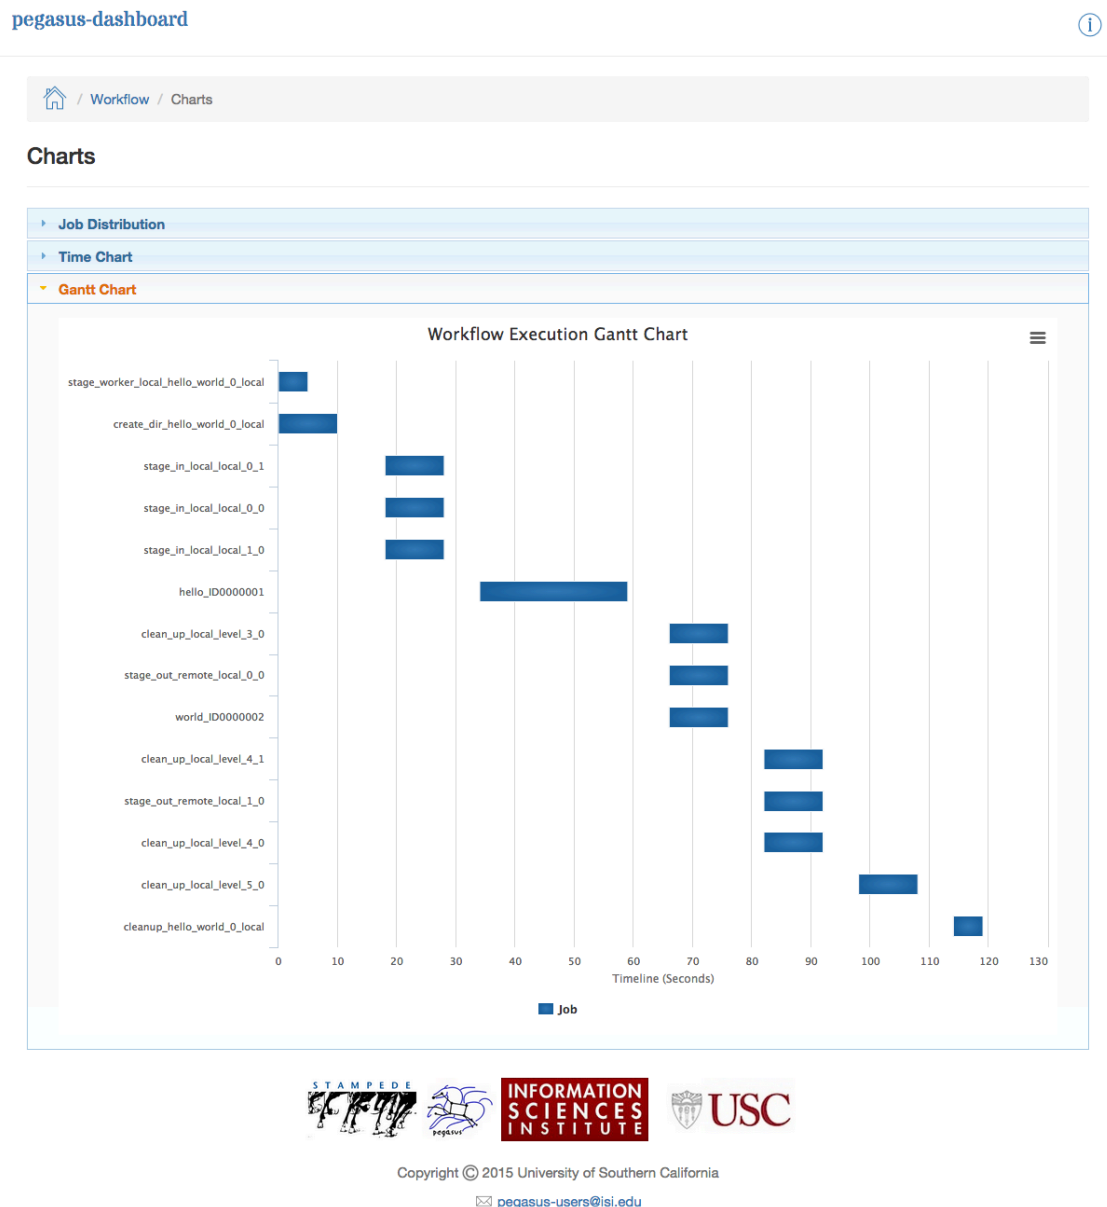 pegasus-dashboard
i
/ Workflow / Charts
Charts
Job Distribution
Time Chart
Gantt Chart
Workflow Execution Gantt Chart
stage_worker_local_hello_world_0_local
create_dir_hello_world_0_local
stage_in_local_local_0_1
stage_in_local_local_0_0
stage_in_local_local_1_0
hello_ID0000001
clean_up_local_level_3_0
stage_out_remote_local_0_0
world_ID0000002
clean_up_local_level_4_1
stage_out_remote_local_1_0
clean_up_local_level_4_0
clean_up_local_level_5_0
cleanup_hello_world_0_local
0 10 20 30 40 50 60 70 80 90 100 110 120 130
Timeline (Seconds)
Job
STAMPEDE
pegasus
INFORMATION
SCIENCES
INSTITUTE
USC
Copyright © 2015 University of Southern California
pegasus-users@isi.edu